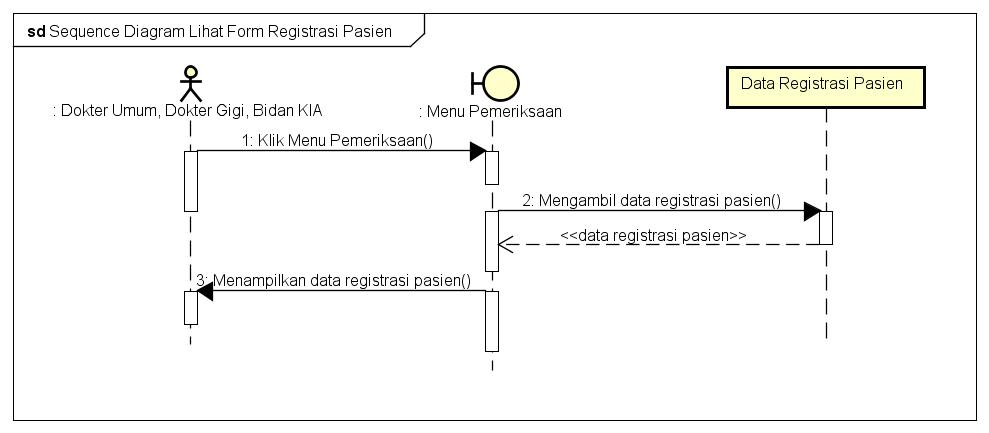 sd Sequence Diagram Lihat Form Registrasi Pasien
: Dokter Umum, Dokter Gigi, Bidan KIA
: Menu Pemeriksaan
Data Registrasi Pasien
1: Klik Menu Pemeriksaan()
2: Mengambil data registrasi pasien()
<<data registrasi pasien>>
3: Menampilkan data registrasi pasien()